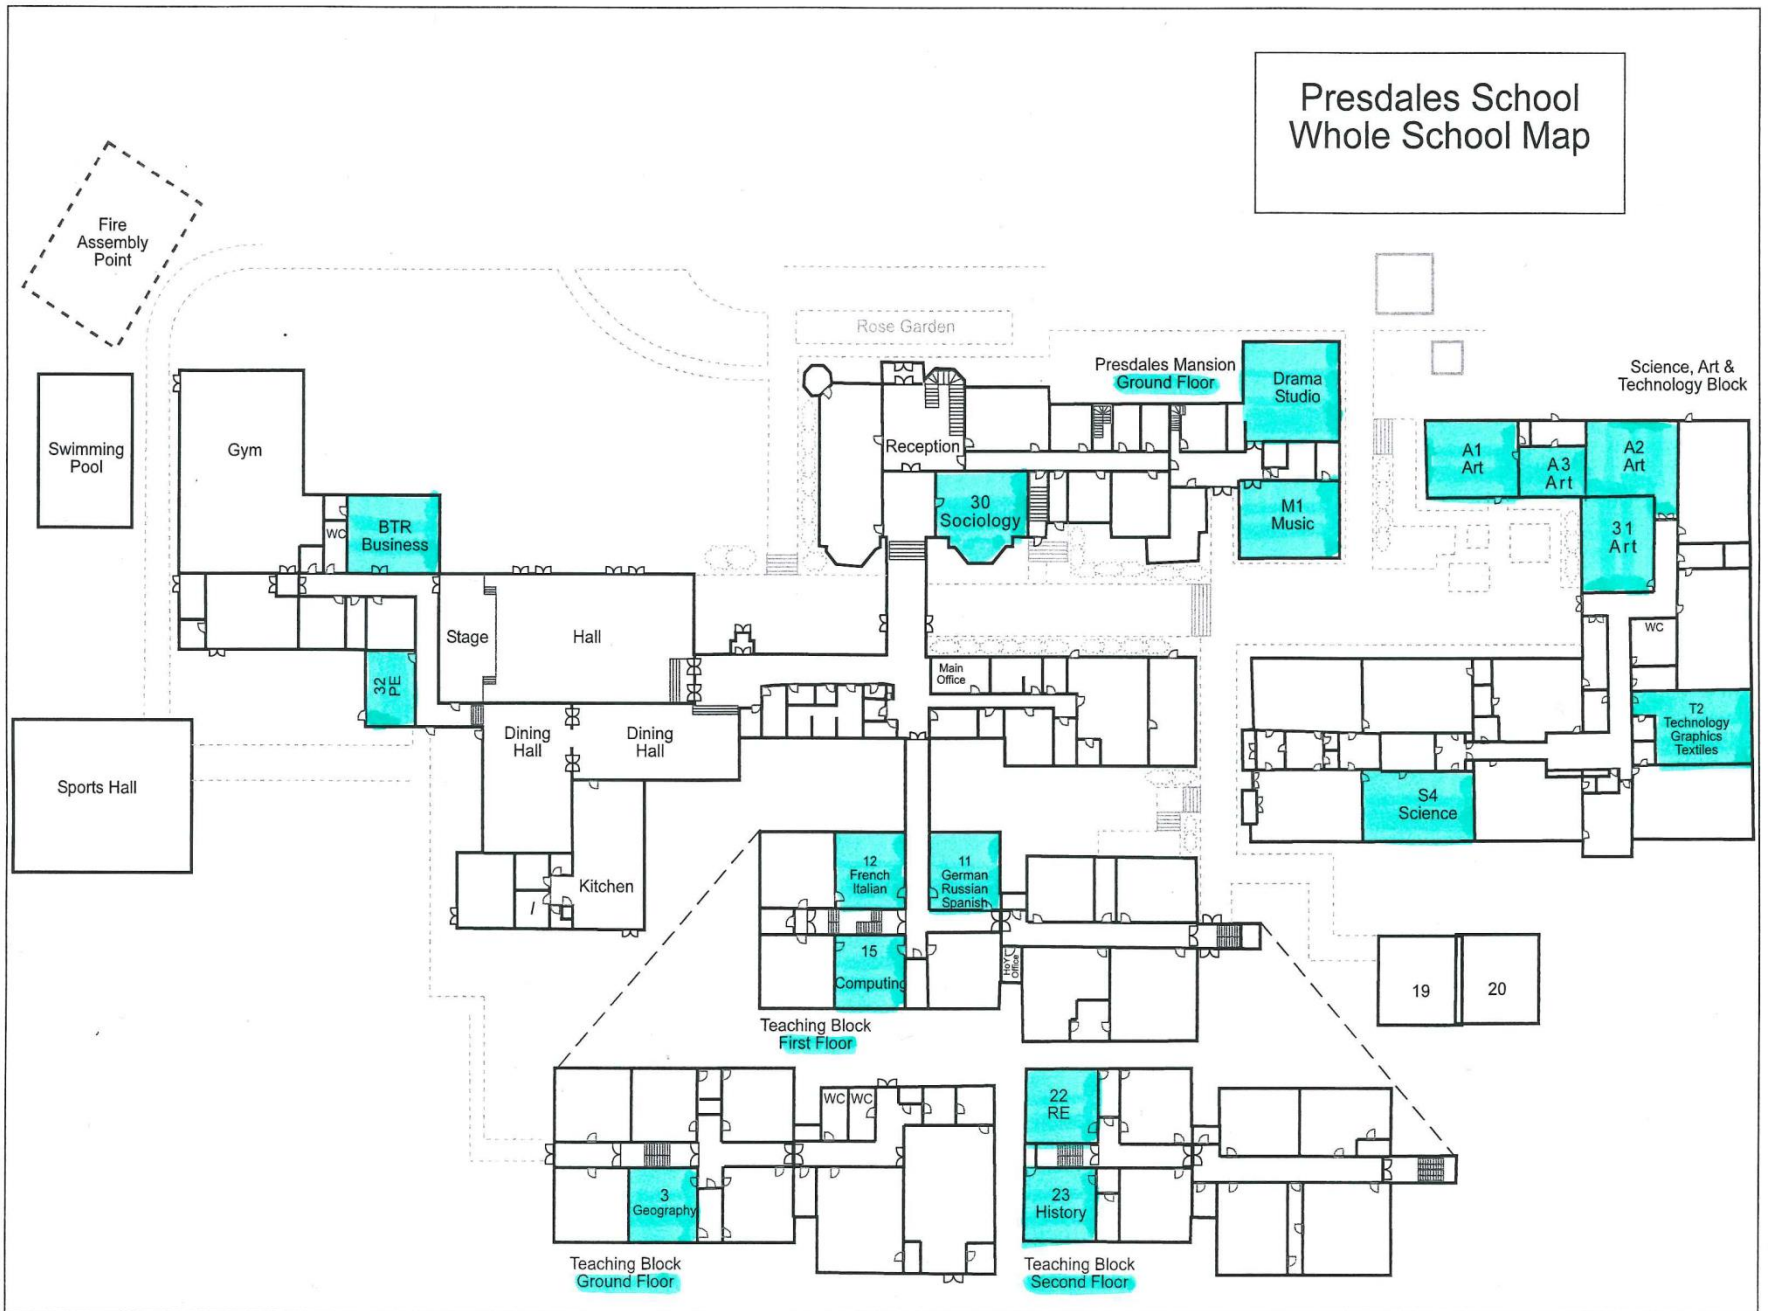 Presdales School
Whole School Map
Fire
Assembly
Point
Rose Garden
Presdales Mansion
Ground Floor
Drama
Studio
Science, Art &
Technology Block
Swimming
Pool
Gym
Reception
A1
Art
A3
Art
A2
Art
BTR
Business
WC
30
Sociology
M1
Music
31
Art
Stage
Hall
WC
32
PE
Main
Office
Dining
Hall
Dining
Hall
T2
Technology
Graphics
Textiles
Sports Hall
S4
Science
12
French
Italian
11
German
Russian
Spanish
Kitchen
15
Computing
HoY
Office
19
20
Teaching Block
First Floor
WC
WC
22
RE
3
Geography
23
History
Teaching Block
Ground Floor
Teaching Block
Second Floor